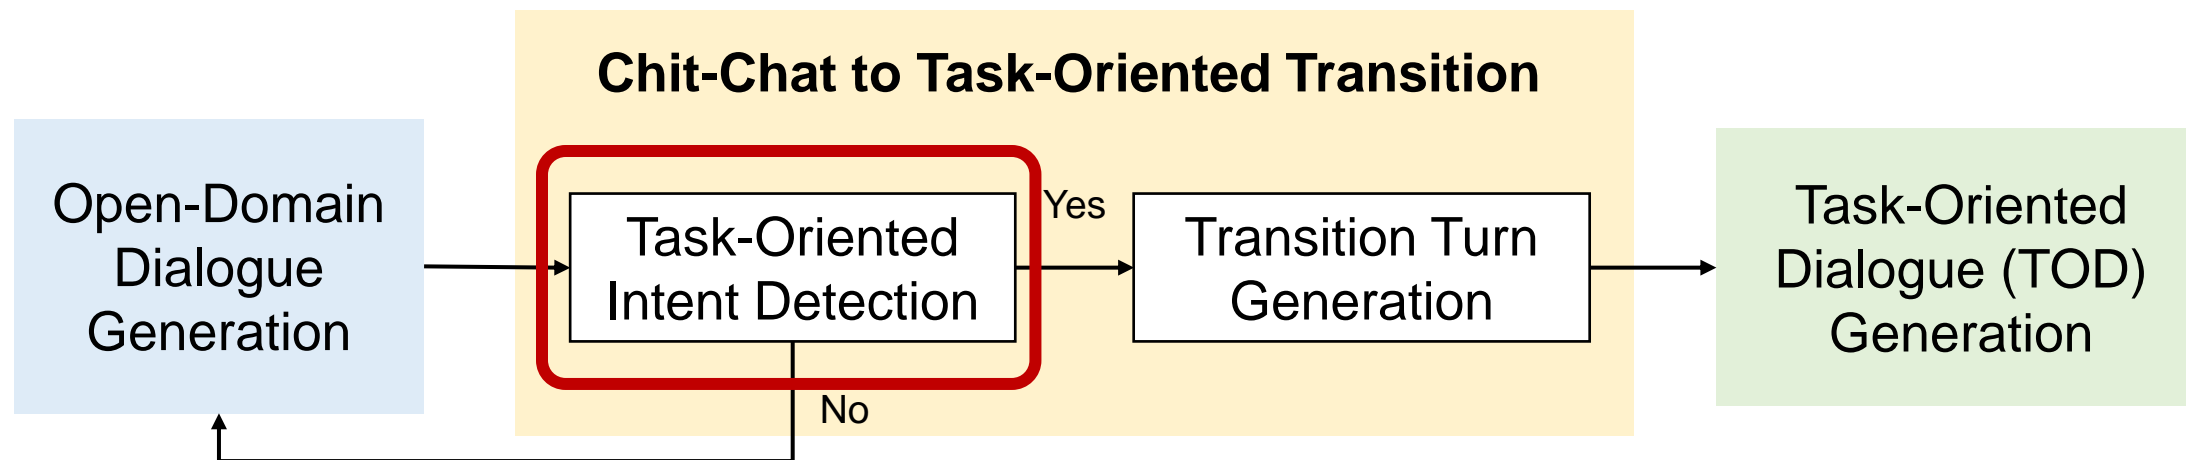 Chit-Chat to Task-Oriented Transition
Open-Domain
Dialogue
Generation
Task-Oriented
Intent Detection
Yes
No
Transition Turn
Generation
Task-Oriented
Dialogue (TOD)
Generation